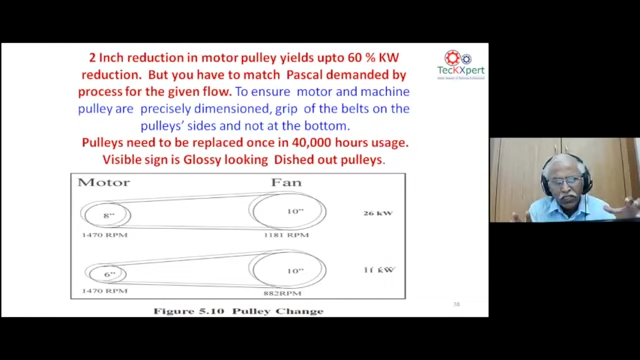 2 Inch reduction in motor pulley yields upto 60 % KW
reduction. But you have to match Pascal demanded by
process for the given flow. To ensure motor and machine
pulley are precisely dimensioned, grip of the belts on the
pulleys' sides and not at the bottom.
Pulleys need to be replaced once in 40,000 hours usage.
Visible sign is Glossy looking Dished out pulleys.
TeckXpert
Motor Fan
8" 10" 26 kW
1470 RPM 1181 RPM
6" 10" 11 kW
1470 RPM 882RPM
Figure 5.10 Pulley Change